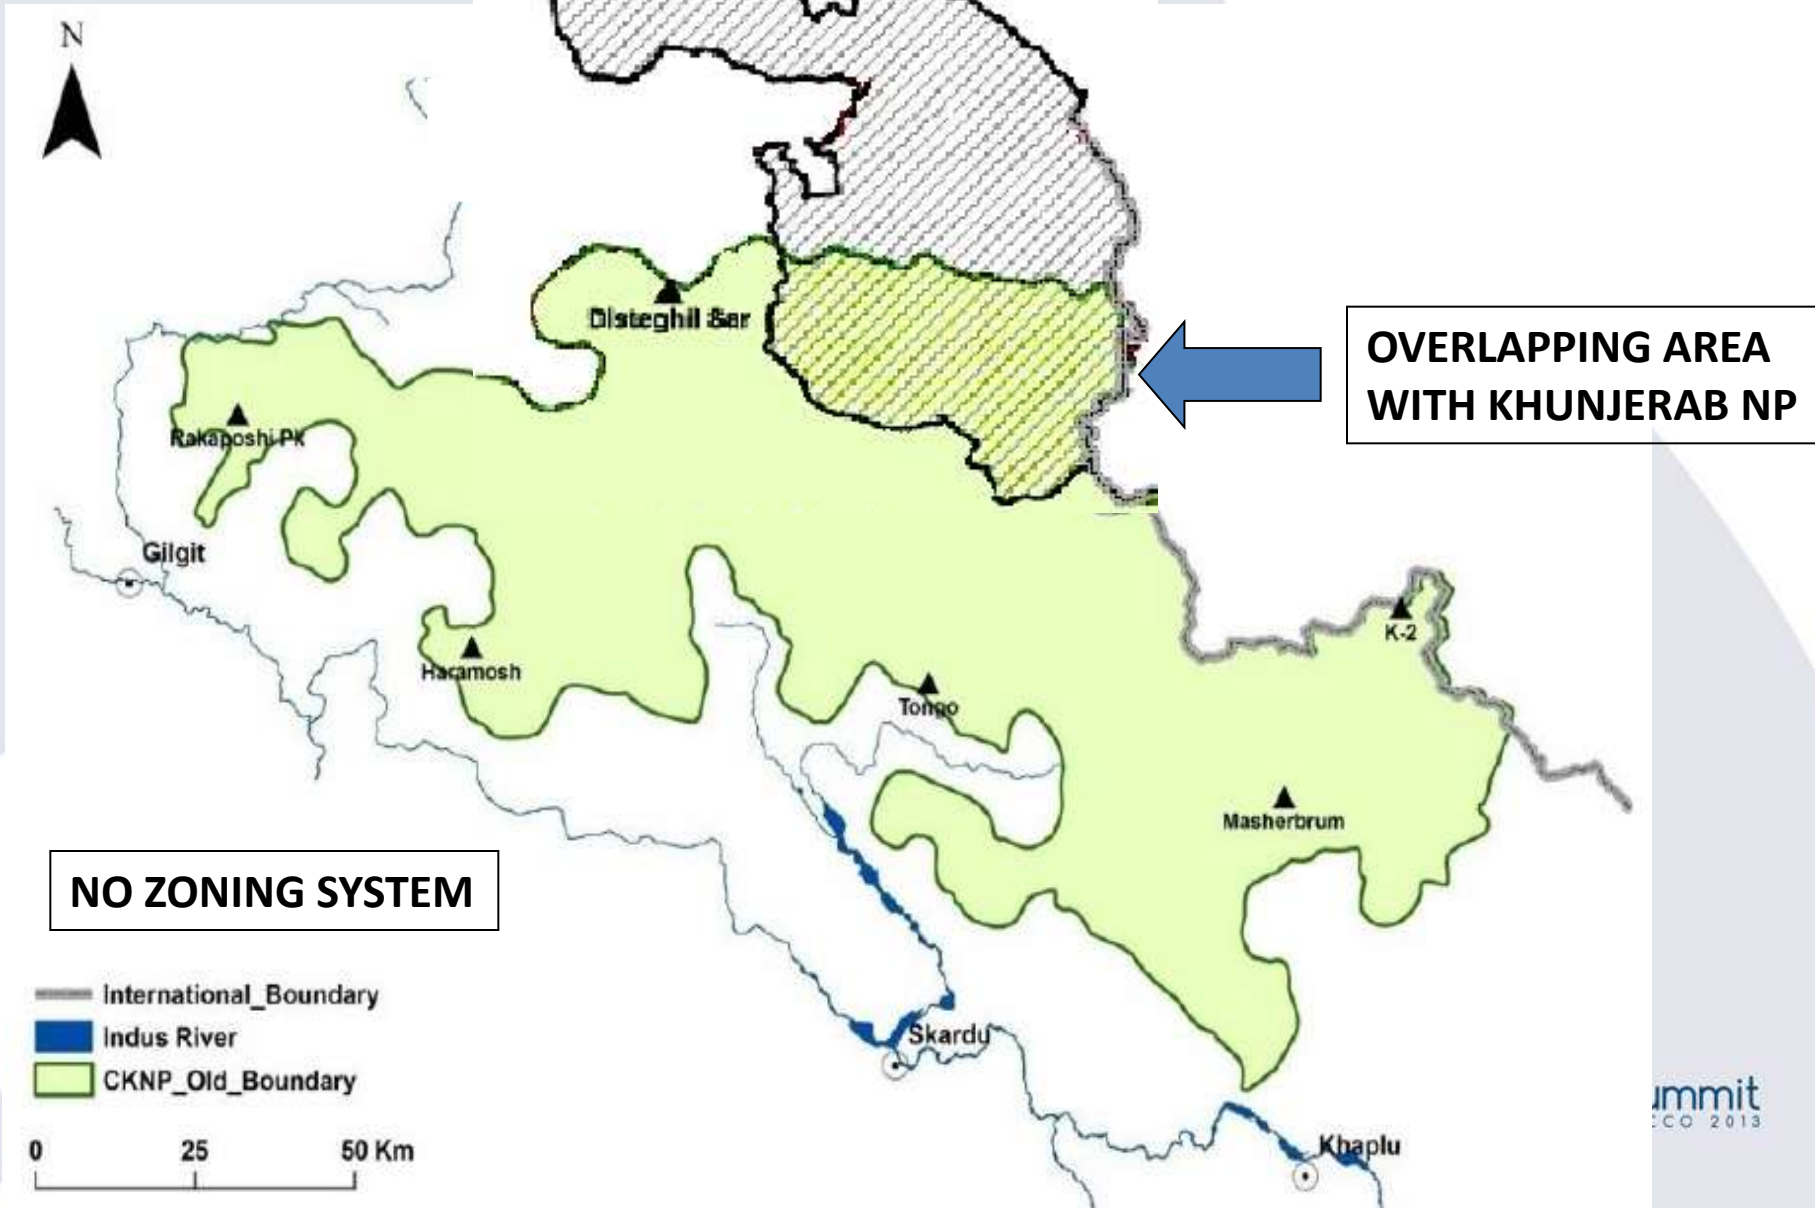 N
Disteghil Sar
OVERLAPPING AREA
WITH KHUNJERAB NP
Rakaposhi Pk
Gilgit
K-2
Haramosh
Tongo
Masherbrum
NO ZONING SYSTEM
International_Boundary
Indus River
CKNP_Old_Boundary
Skardu
Khaplu
0 25 50 Km
2013